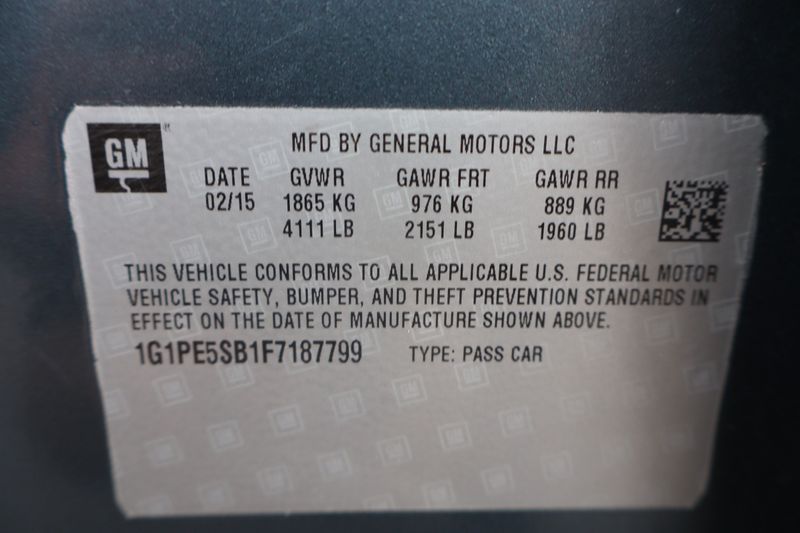 GM
MFD BY GENERAL MOTORS LLC
DATE GVWR GAWR FRT GAWR RR
02/15 1865 KG 976 KG 889 KG
4111 LB 2151 LB 1960 LB
THIS VEHICLE CONFORMS TO ALL APPLICABLE U.S. FEDERAL MOTOR
VEHICLE SAFETY, BUMPER, AND THEFT PREVENTION STANDARDS IN
EFFECT ON THE DATE OF MANUFACTURE SHOWN ABOVE.
1G1PE5SB1F7187799 TYPE: PASS CAR